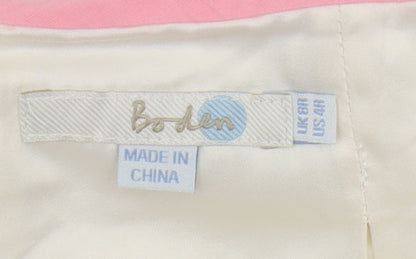 Boden
UK 8R
US 4R
MADE IN
CHINA